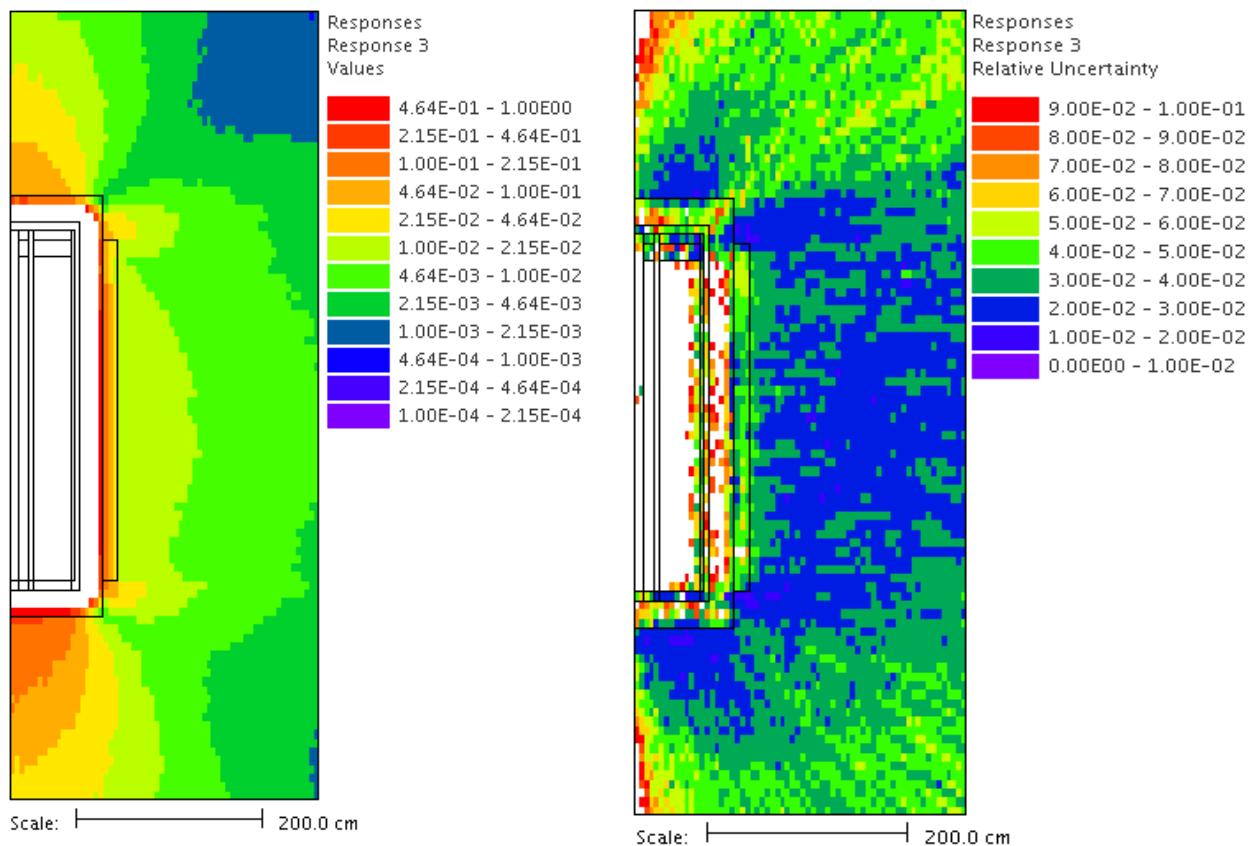 Responses
Response 3
Values
4.64E-01 - 1.00E00
2.15E-01 - 4.64E-01
1.00E-01 - 2.15E-01
4.64E-02 - 1.00E-01
2.15E-02 - 4.64E-02
1.00E-02 - 2.15E-02
4.64E-03 - 1.00E-02
2.15E-03 - 4.64E-03
1.00E-03 - 2.15E-03
4.64E-04 - 1.00E-03
2.15E-04 - 4.64E-04
1.00E-04 - 2.15E-04
Scale: 200.0 cm
Responses
Response 3
Relative Uncertainty
9.00E-02 - 1.00E-01
8.00E-02 - 9.00E-02
7.00E-02 - 8.00E-02
6.00E-02 - 7.00E-02
5.00E-02 - 6.00E-02
4.00E-02 - 5.00E-02
3.00E-02 - 4.00E-02
2.00E-02 - 3.00E-02
1.00E-02 - 2.00E-02
0.00E00 - 1.00E-02
Scale: 200.0 cm